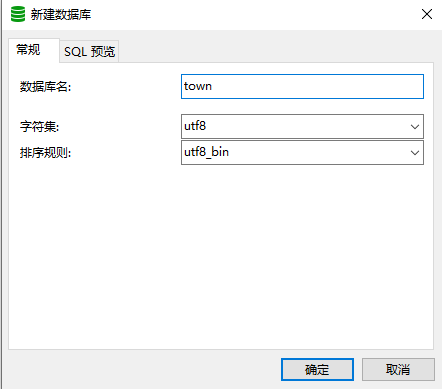 新建数据库
常规
SQL 预览
数据库名:
town
字符集:
utf8
排序规则:
utf8_bin
确定
取消